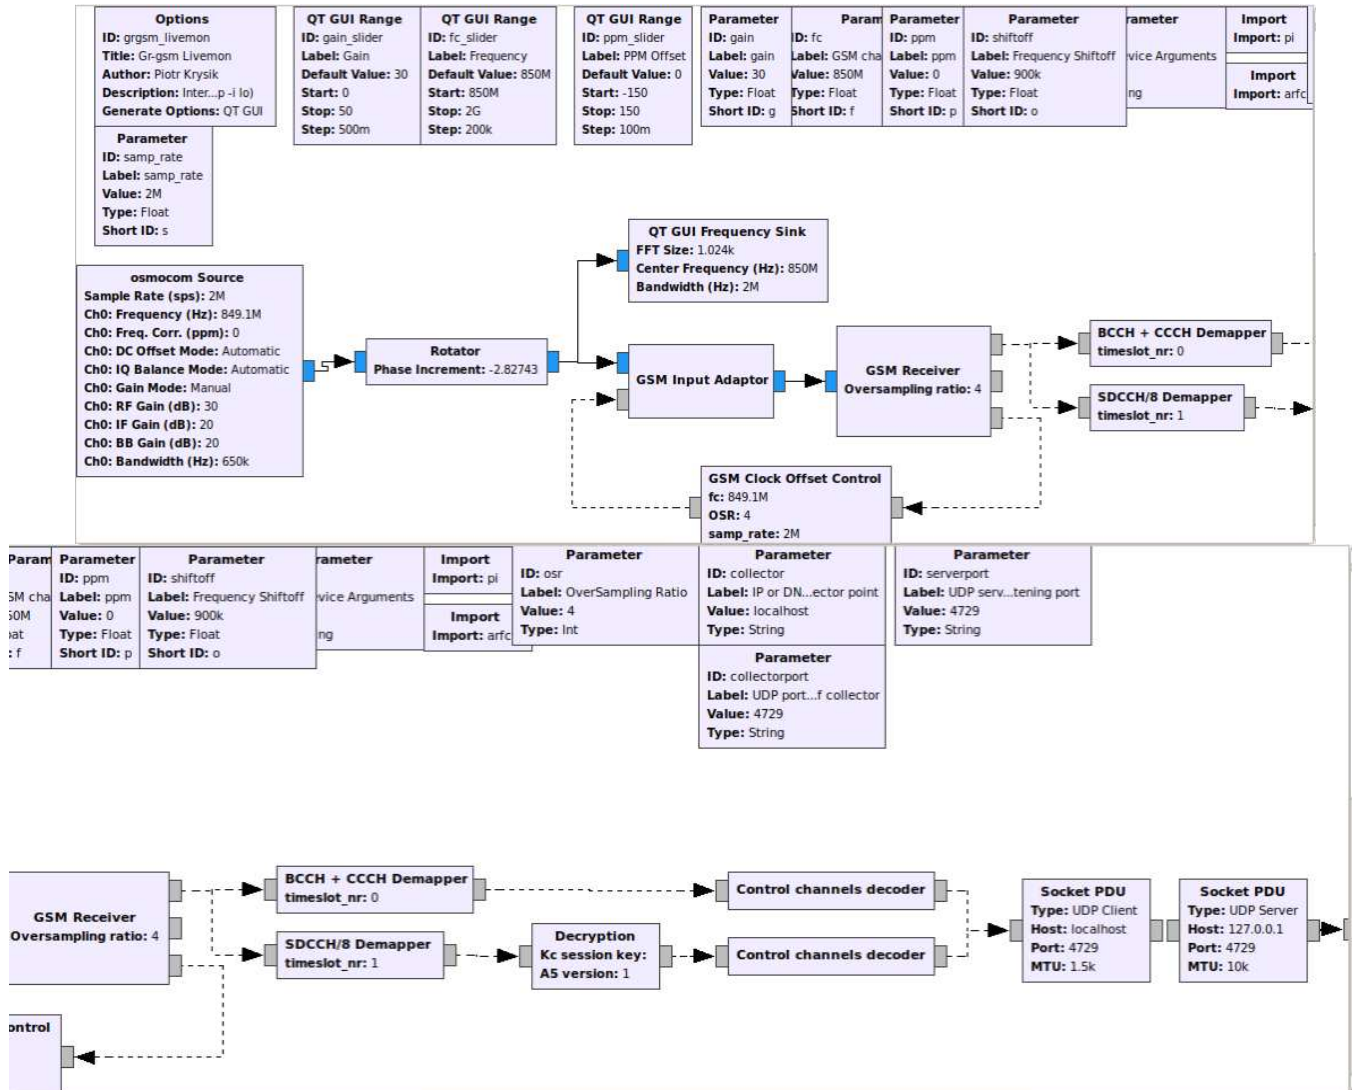 Options
ID: grgsm_livemon
Title: Gr-gsm Livemon
Author: Piotr Krysik
Description: Inter...p -i lo)
Generate Options: QT GUI
QT GUI Range
ID: gain_slider
Label: Gain
Default Value: 30
Start: 0
Stop: 50
Step: 500m
QT GUI Range
ID: fc_slider
Label: Frequency
Default Value: 850M
Start: 850M
Stop: 2G
Step: 200k
QT GUI Range
ID: ppm_slider
Label: PPM Offset
Default Value: 0
Start: -150
Stop: 150
Step: 100m
Parameter
ID: gain
Label: gain
Value: 30
Type: Float
Short ID: g
Param
ID: fc
Label: GSM cha
Value: 850M
Type: Float
Short ID: f
Parameter
ID: ppm
Label: ppm
Value: 0
Type: Float
Short ID: p
Parameter
ID: shiftoff
Label: Frequency Shiftoff
Value: 900k
Type: Float
Short ID: o
rameter
vice Arguments
ng
Import
Import: pi
Import
Import: arfc
Parameter
ID: samp_rate
Label: samp_rate
Value: 2M
Type: Float
Short ID: s
osmocom Source
Sample Rate (sps): 2M
Ch0: Frequency (Hz): 849.1M
Ch0: Freq. Corr. (ppm): 0
Ch0: DC Offset Mode: Automatic
Ch0: IQ Balance Mode: Automatic
Ch0: Gain Mode: Manual
Ch0: RF Gain (dB): 30
Ch0: IF Gain (dB): 20
Ch0: BB Gain (dB): 20
Ch0: Bandwidth (Hz): 650k
Rotator
Phase Increment: -2.82743
QT GUI Frequency Sink
FFT Size: 1.024k
Center Frequency (Hz): 850M
Bandwidth (Hz): 2M
GSM Input Adaptor
GSM Receiver
Oversampling ratio: 4
BCCH + CCCH Demapper
timeslot_nr: 0
SDCCH/8 Demapper
timeslot_nr: 1
GSM Clock Offset Control
fc: 849.1M
OSR: 4
samp_rate: 2M
Param
SM cha
50M
oat
: f
Parameter
ID: ppm
Label: ppm
Value: 0
Type: Float
Short ID: p
Parameter
ID: shiftoff
Label: Frequency Shiftoff
Value: 900k
Type: Float
Short ID: o
rameter
vice Arguments
ng
Import
Import: pi
Import
Import: arfc
Parameter
ID: osr
Label: OverSampling Ratio
Value: 4
Type: Int
Parameter
ID: collector
Label: IP or DN...ector point
Value: localhost
Type: String
Parameter
ID: serverport
Label: UDP serv...tening port
Value: 4729
Type: String
Parameter
ID: collectorport
Label: UDP port...f collector
Value: 4729
Type: String
GSM Receiver
Oversampling ratio: 4
BCCH + CCCH Demapper
timeslot_nr: 0
SDCCH/8 Demapper
timeslot_nr: 1
Decryption
Kc session key:
A5 version: 1
Control channels decoder
Control channels decoder
Socket PDU
Type: UDP Client
Host: localhost
Port: 4729
MTU: 1.5k
Socket PDU
Type: UDP Server
Host: 127.0.0.1
Port: 4729
MTU: 10k
ontrol